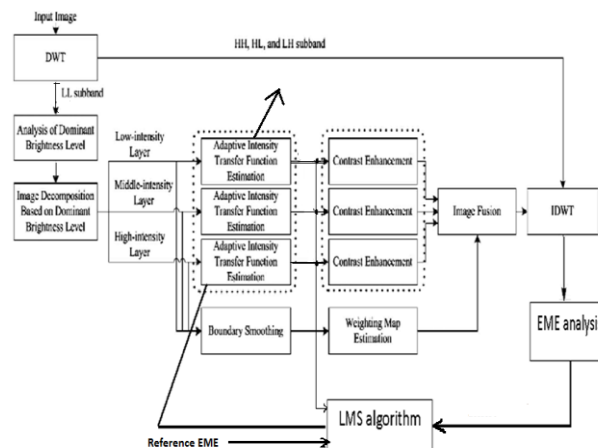 Input Image
DWT
HH, HL, and LH subband
LL subband
Analysis of Dominant
Brightness Level
Image Decomposition
Based on Dominant
Brightness Level
Low-intensity
Layer
Middle-intensity
Layer
High-intensity
Layer
Adaptive Intensity
Transfer Function
Estimation
Adaptive Intensity
Transfer Function
Estimation
Adaptive Intensity
Transfer Function
Estimation
Contrast Enhancement
Contrast Enhancement
Contrast Enhancement
Image Fusion
IDWT
Boundary Smoothing
Weighting Map
Estimation
EME analysis
LMS algorithm
Reference EME